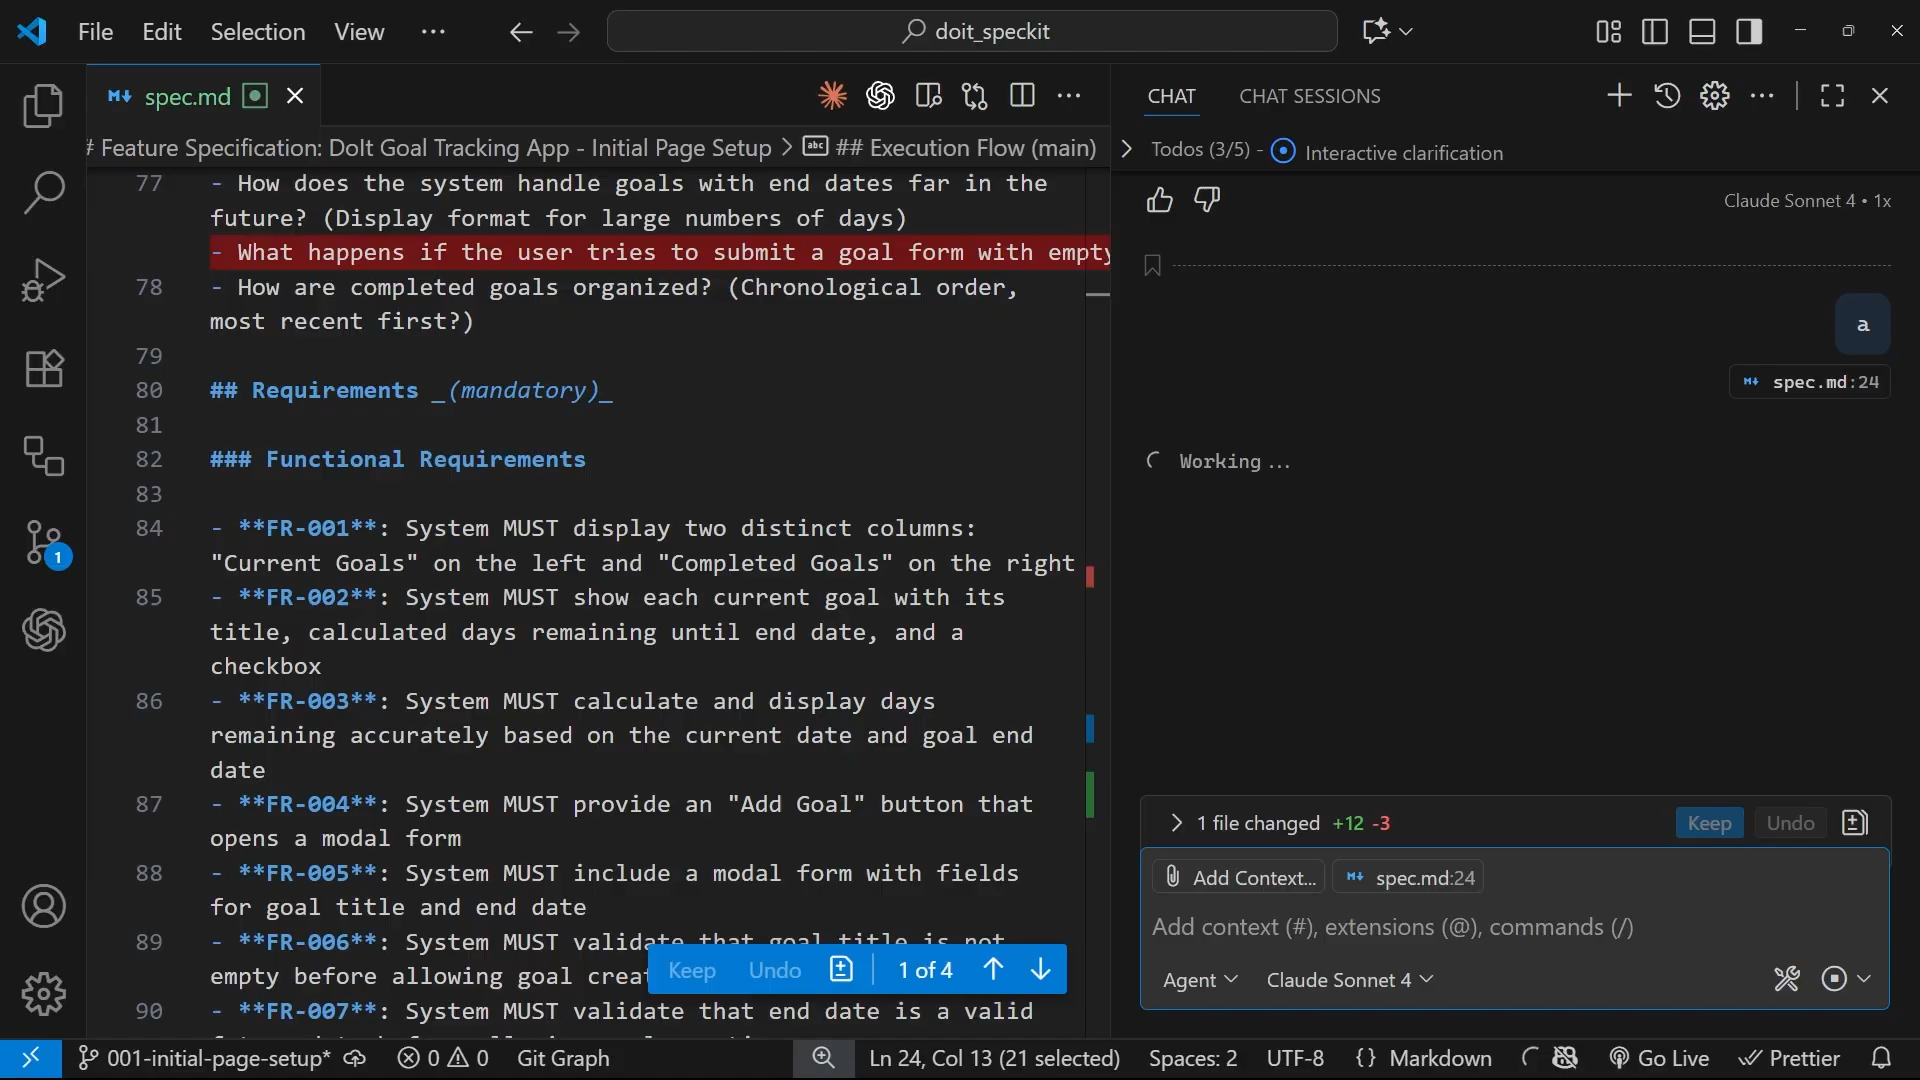 File Edit Selection View ··· doit_speckit
spec.md
# Feature Specification: DoIt Goal Tracking App - Initial Page Setup > ## Execution Flow (main)
77 - How does the system handle goals with end dates far in the
future? (Display format for large numbers of days)
- What happens if the user tries to submit a goal form with empty
78 - How are completed goals organized? (Chronological order,
most recent first?)
79
80 ## Requirements _(mandatory)_
81
82 ### Functional Requirements
83
84 - **FR-001**: System MUST display two distinct columns:
"Current Goals" on the left and "Completed Goals" on the right
85 - **FR-002**: System MUST show each current goal with its
title, calculated days remaining until end date, and a
checkbox
86 - **FR-003**: System MUST calculate and display days
remaining accurately based on the current date and goal end
date
87 - **FR-004**: System MUST provide an "Add Goal" button that
opens a modal form
88 - **FR-005**: System MUST include a modal form with fields
for goal title and end date
89 - **FR-006**: System MUST validate that goal title is not
empty before allowing goal
90 - **FR-007**: System MUST validate that end date is a valid
Keep Undo 1 of 4
1
CHAT CHAT SESSIONS
Todos (3/5) - Interactive clarification
Claude Sonnet 4 • 1x
a
spec.md:24
Working ...
1 file changed +12 -3 Keep Undo
Add Context... spec.md:24
Add context (#), extensions (@), commands (/)
Agent Claude Sonnet 4
001-initial-page-setup* 0 0 Git Graph Ln 24, Col 13 (21 selected) Spaces: 2 UTF-8 {} Markdown Go Live Prettier